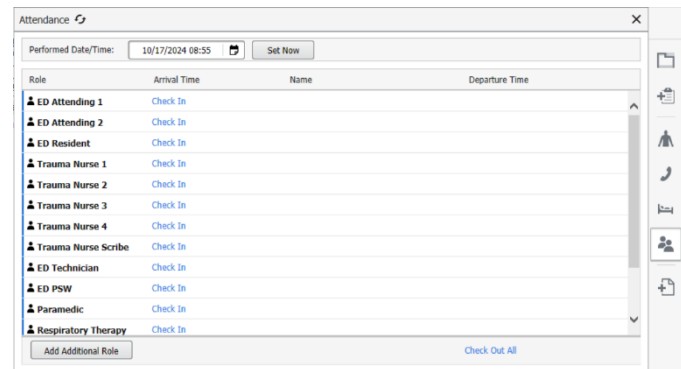 Attendance
Performed Date/Time: 10/17/2024 08:55 Set Now
Role Arrival Time Name Departure Time
ED Attending 1 Check In
ED Attending 2 Check In
ED Resident Check In
Trauma Nurse 1 Check In
Trauma Nurse 2 Check In
Trauma Nurse 3 Check In
Trauma Nurse 4 Check In
Trauma Nurse Scribe Check In
ED Technician Check In
ED PSW Check In
Paramedic Check In
Respiratory Therapy Check In
Add Additional Role Check Out All